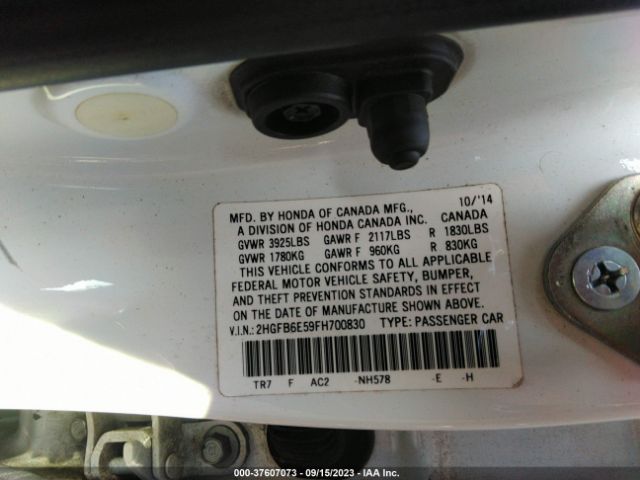 MFD. BY HONDA OF CANADA MFG., 10/'14
A DIVISION OF HONDA CANADA INC. CANADA
GVWR 3925LBS GAWR F 2117LBS R 1830LBS
GVWR 1780KG GAWR F 960KG R 830KG
THIS VEHICLE CONFORMS TO ALL APPLICABLE
FEDERAL MOTOR VEHICLE SAFETY, BUMPER,
AND THEFT PREVENTION STANDARDS IN EFFECT
ON THE DATE OF MANUFACTURE SHOWN ABOVE.
V.I.N.: 2HGFB6E59FH700830 TYPE: PASSENGER CAR
TR7 F AC2 -NH578 -E -H
000-37607073 - 09/15/2023 - IAA Inc.